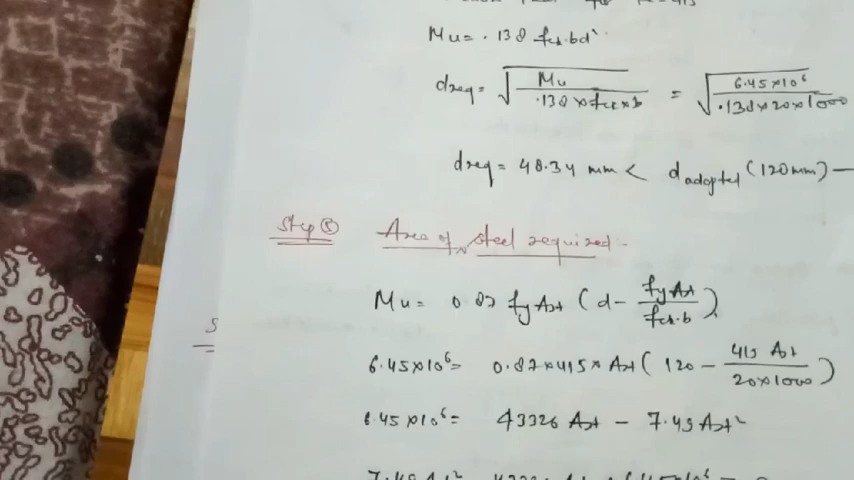 Mu = .138 fck bd²
dreq = √(Mu / .138 × fck × b) = √(6.45×10⁶ / .138×20×1000)
dreq = 48.34 mm < d adopted (120mm) —
Step ⑤ Area of steel required :-
Mu = 0.87 fy Ast ( d - fy Ast / fck.b )
6.45×10⁶ = 0.87×415× Ast ( 120 - 415 Ast / 20×1000 )
6.45×10⁶ = 43326 Ast - 7.49 Ast²